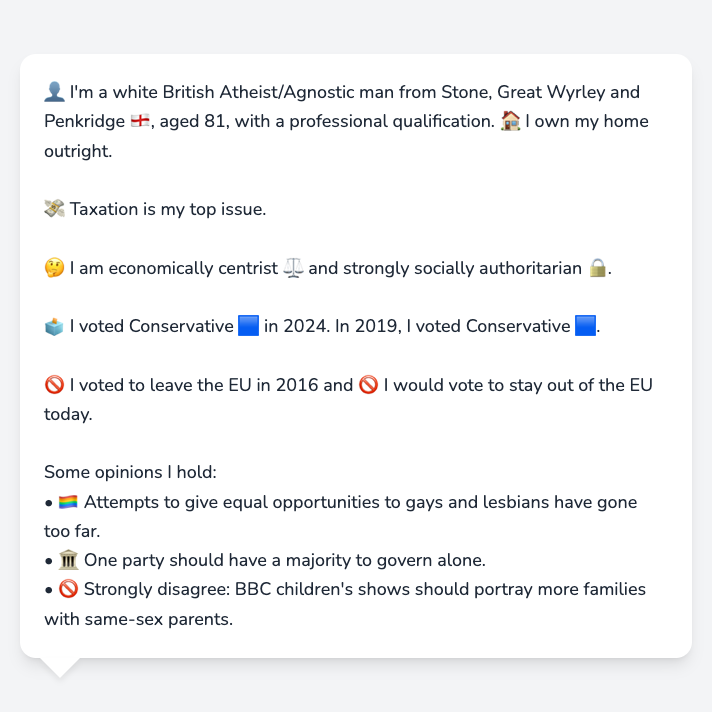 👤 I'm a white British Atheist/Agnostic man from Stone, Great Wyrley and
Penkridge 🏴󠁧󠁢󠁥󠁮󠁧󠁿, aged 81, with a professional qualification. 🏠 I own my home
outright.
💸 Taxation is my top issue.
🤔 I am economically centrist ⚖️ and strongly socially authoritarian 🔒.
🗳️ I voted Conservative 🟦 in 2024. In 2019, I voted Conservative 🟦.
🚫 I voted to leave the EU in 2016 and 🚫 I would vote to stay out of the EU
today.
Some opinions I hold:
• 🏳️‍🌈 Attempts to give equal opportunities to gays and lesbians have gone
too far.
• 🏛️ One party should have a majority to govern alone.
• 🚫 Strongly disagree: BBC children's shows should portray more families
with same-sex parents.